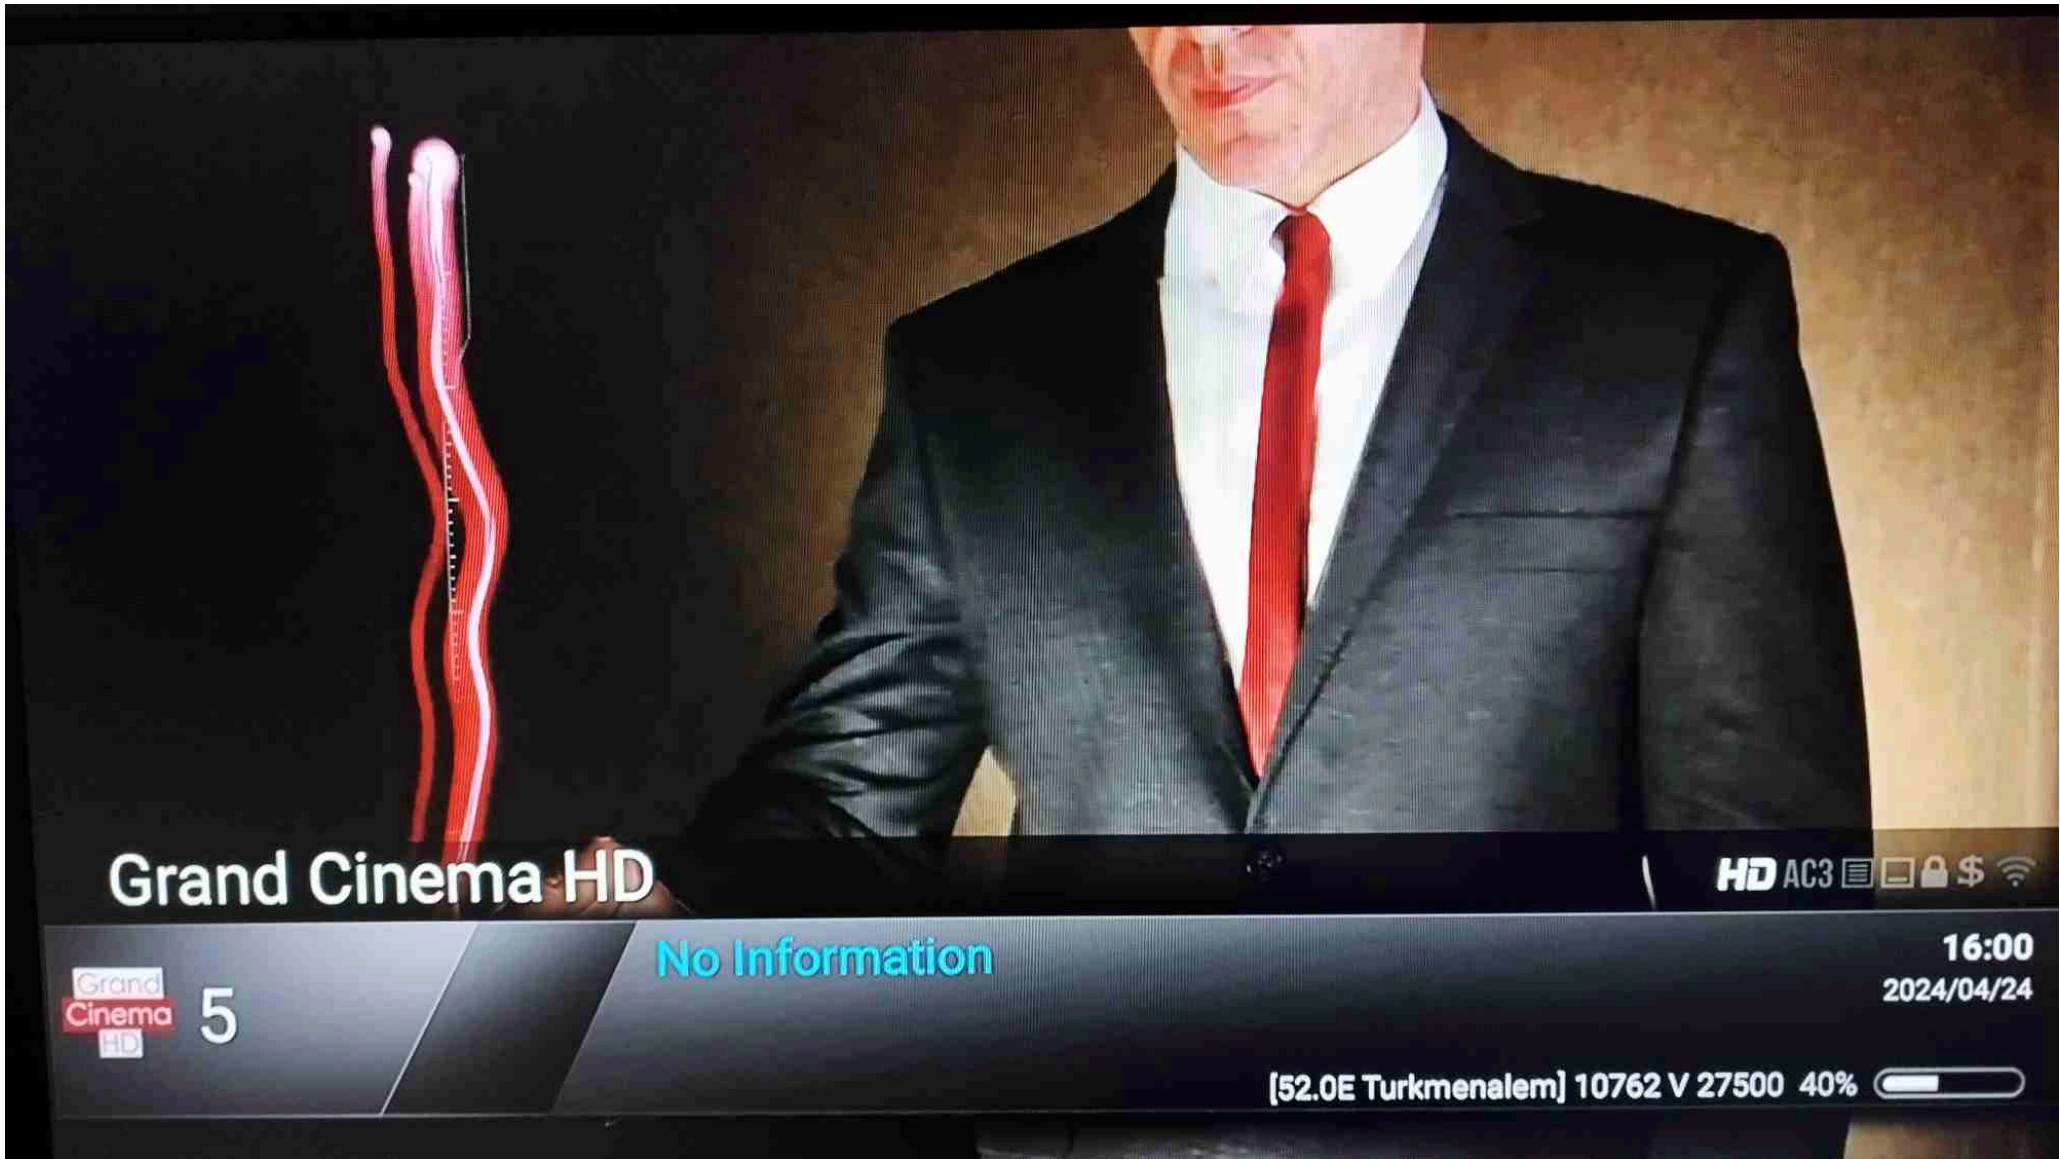 Grand Cinema HD
HD AC3 $
Grand
Cinema
HD
5
No Information
16:00
2024/04/24
[52.0E Turkmenalem] 10762 V 27500 40%